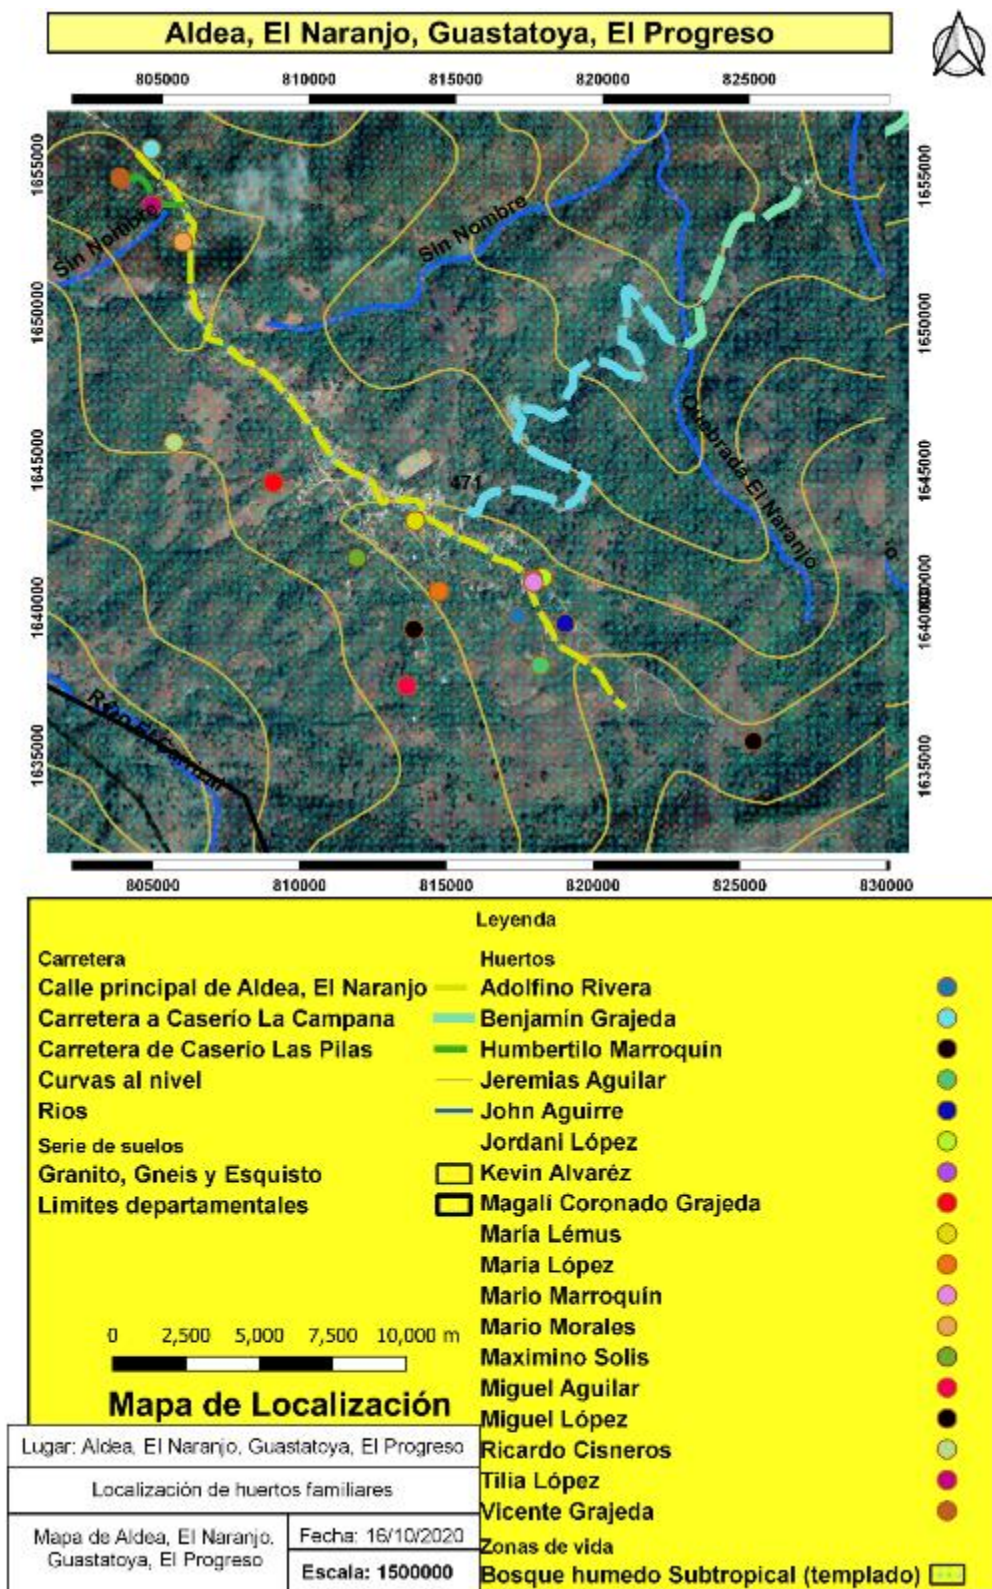 Aldea, El Naranjo, Guastatoya, El Progreso
805000 810000 815000 820000 825000
1655000
1655000
Sin Nombre
Sin Nombre
1650000
1650000
Quebrada El Naranjo
1645000
1645000
471
1640000
1640000
1635000
1635000
805000 810000 815000 820000 825000 830000
Leyenda
Carretera
Calle principal de Aldea, El Naranjo
Carretera a Caserío La Campana
Carretera de Caserío Las Pilas
Curvas al nivel
Rios
Serie de suelos
Granito, Gneis y Esquisto
Limites departamentales
Huertos
Adolfino Rivera
Benjamín Grajeda
Humbertilo Marroquín
Jeremias Aguilar
John Aguirre
Jordani López
Kevin Alvaréz
Magalí Coronado Grajeda
María Lémus
Maria López
Mario Marroquín
Mario Morales
Maximino Solis
Miguel Aguilar
Miguel López
Ricardo Cisneros
Tilia López
Vicente Grajeda
Zonas de vida
Bosque humedo Subtropical (templado)
0 2,500 5,000 7,500 10,000 m
Mapa de Localización
Lugar: Aldea, El Naranjo, Guastatoya, El Progreso
Localización de huertos familiares
Mapa de Aldea, El Naranjo.
Guastatoya, El Progreso
Fecha: 16/10/2020
Escala: 1500000